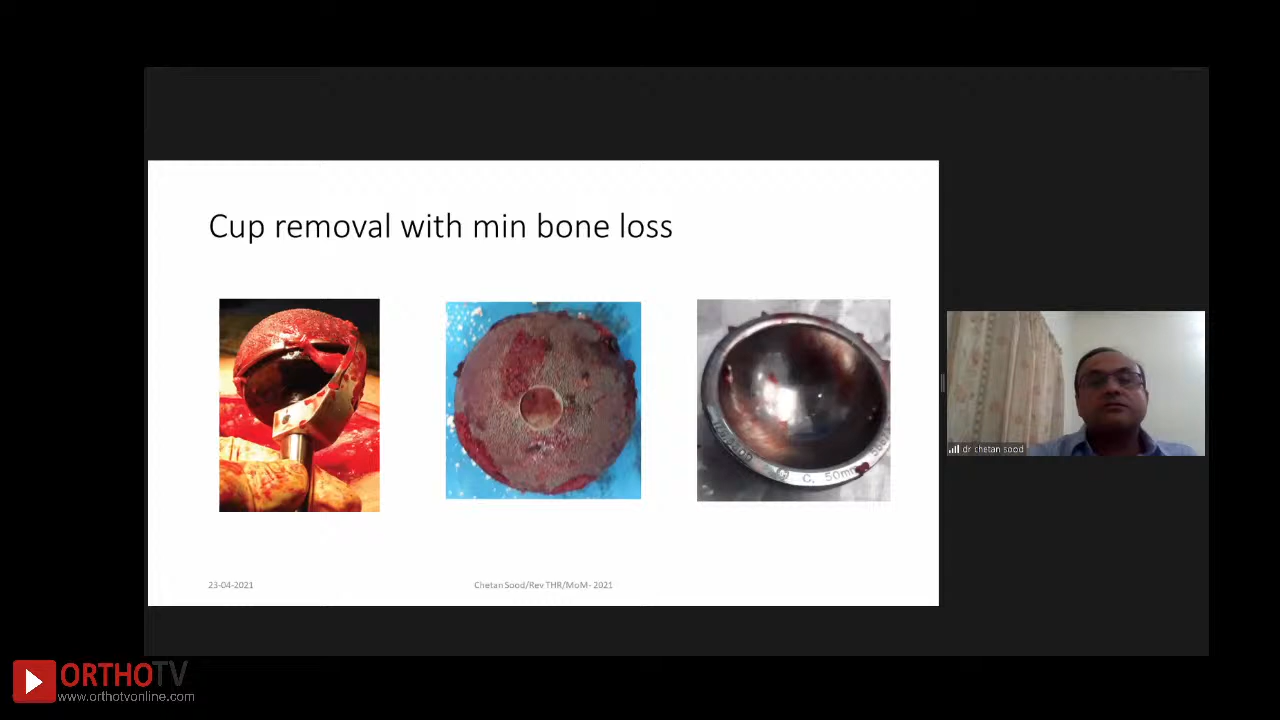 Cup removal with min bone loss
C. 50mm
dr chetan sood
23-04-2021
Chetan Sood/Rev THR/MoM- 2021
ORTHOTV
www.orthotvonline.com